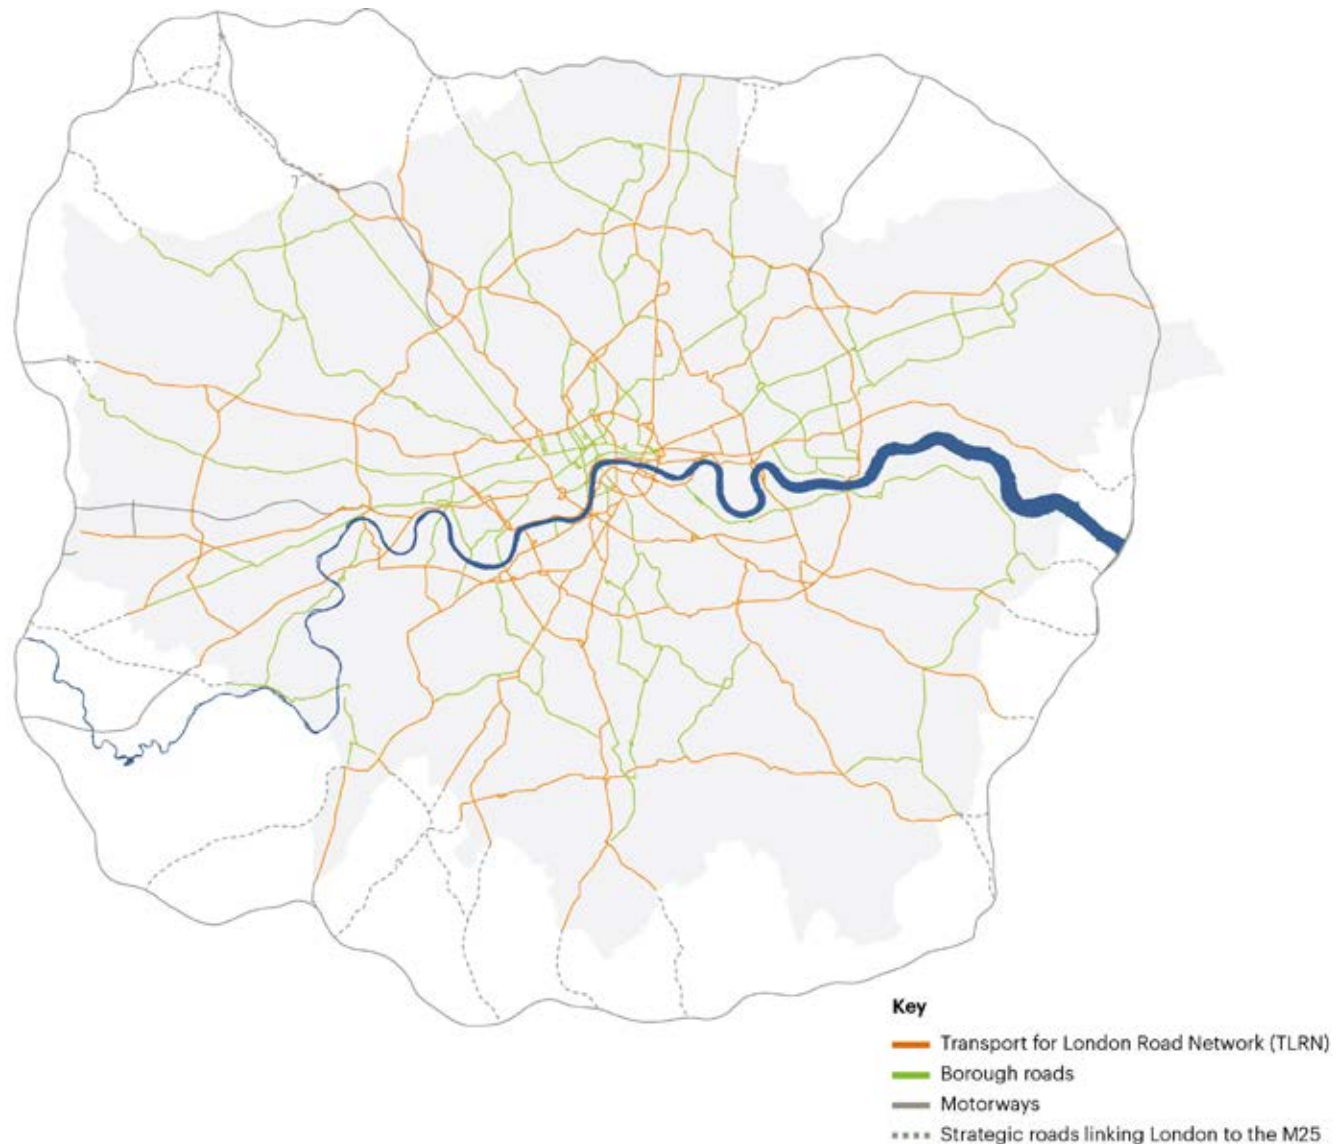 Key
Transport for London Road Network (TLRN)
Borough roads
Motorways
Strategic roads linking London to the M25